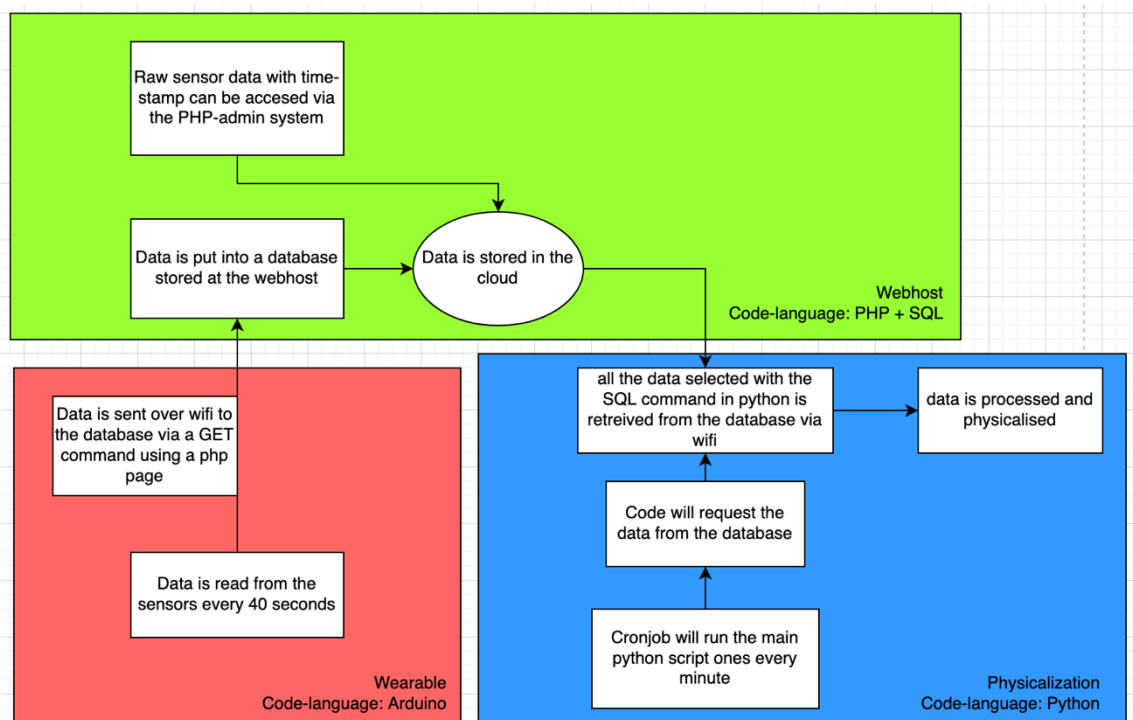 Raw sensor data with time-
stamp can be accesed via
the PHP-admin system
Data is put into a database
stored at the webhost
Data is stored in the
cloud
Webhost
Code-language: PHP + SQL
Data is sent over wifi to
the database via a GET
command using a php
page
Data is read from the
sensors every 40 seconds
Wearable
Code-language: Arduino
all the data selected with the
SQL command in python is
retreived from the database via
wifi
data is processed and
physicalised
Code will request the
data from the database
Cronjob will run the main
python script ones every
minute
Physicalization
Code-language: Python